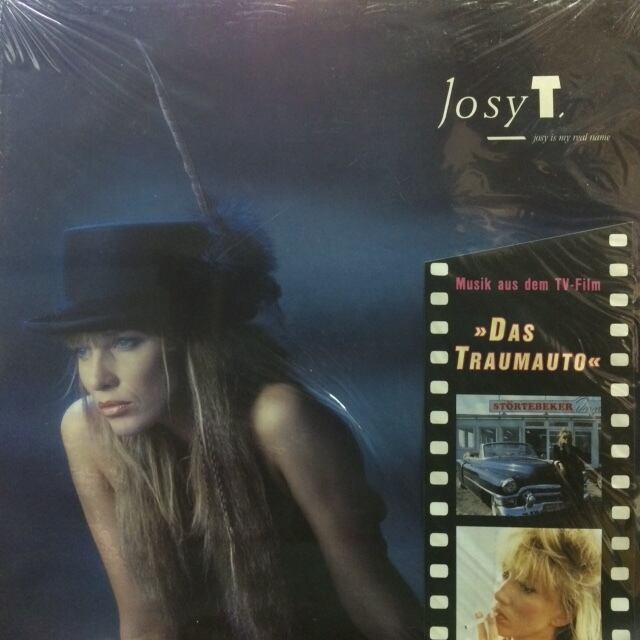 Josy T.
josy is my real name
Musik aus dem TV-Film
»DAS
TRAUMAUTO«
STÖRTEBEKER